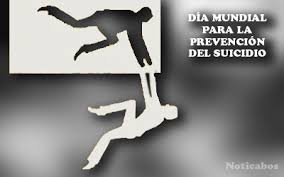 DÍA MUNDIAL
PARA LA
PREVENCIÓN
DEL SUICIDIO
Noticabos